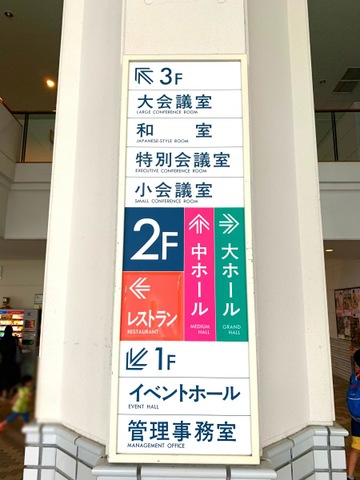 3F
大会議室
LARGE CONFERENCE ROOM
和 室
JAPANESE-STYLE ROOM
特別会議室
EXECUTIVE CONFERENCE ROOM
小会議室
SMALL CONFERENCE ROOM
2F
レストラン
RESTAURANT
中ホール
MEDIUM
HALL
大ホール
GRAND
HALL
1F
イベントホール
EVENT HALL
管理事務室
MANAGEMENT OFFICE